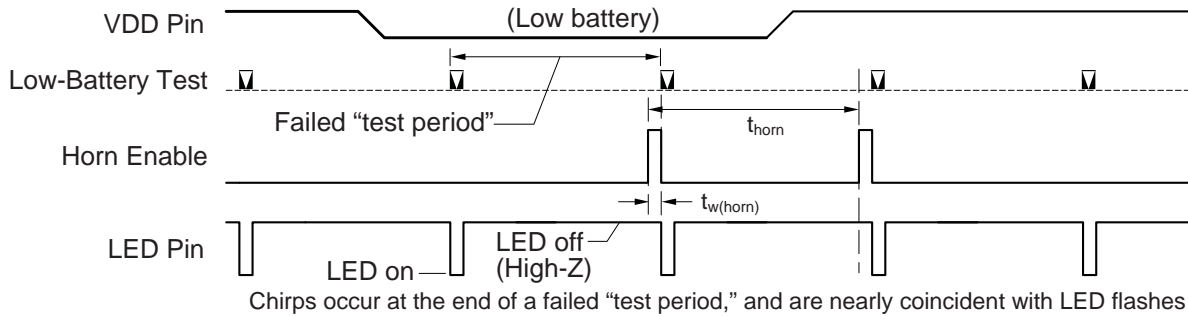 VDD Pin
(Low battery)
Low-Battery Test
Failed “test period”
t_horn
Horn Enable
t_w(horn)
LED Pin
LED off
(High-Z)
LED on
Chirps occur at the end of a failed “test period,” and are nearly coincident with LED flashes